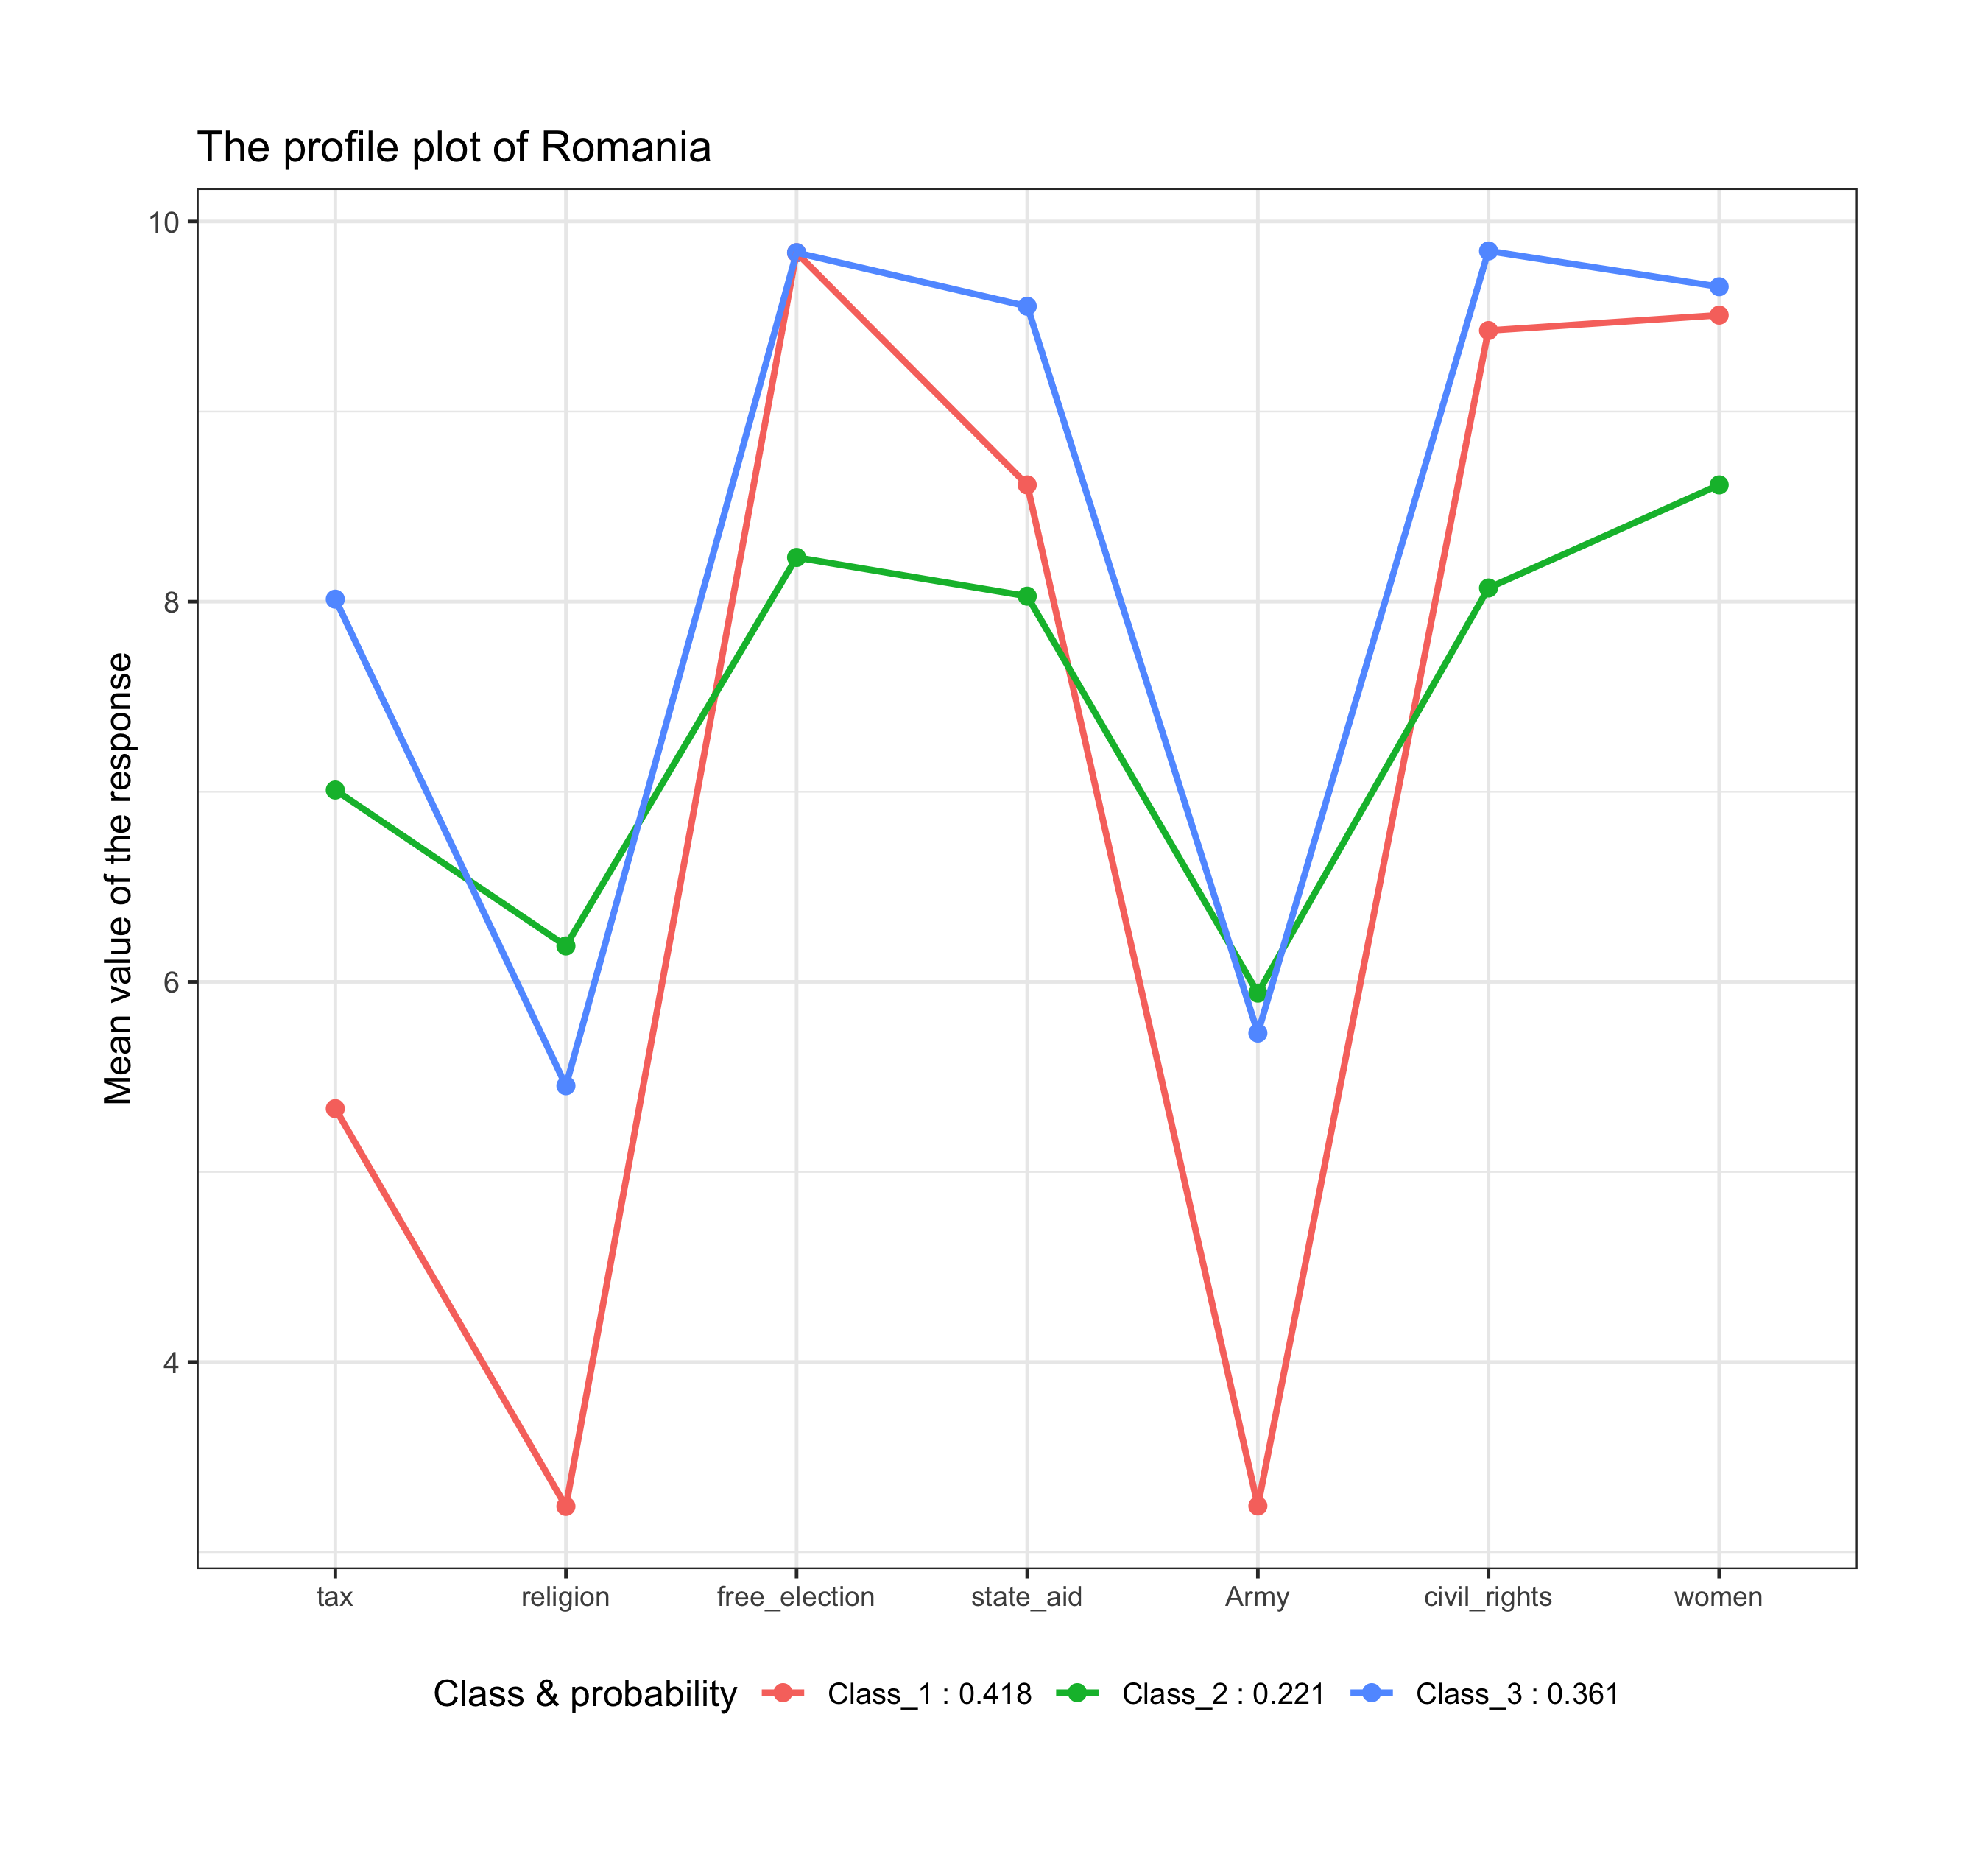 The profile plot of Romania
10
8
6
4
Mean value of the response
tax religion free_election state_aid Army civil_rights women
Class & probability Class_1 : 0.418 Class_2 : 0.221 Class_3 : 0.361